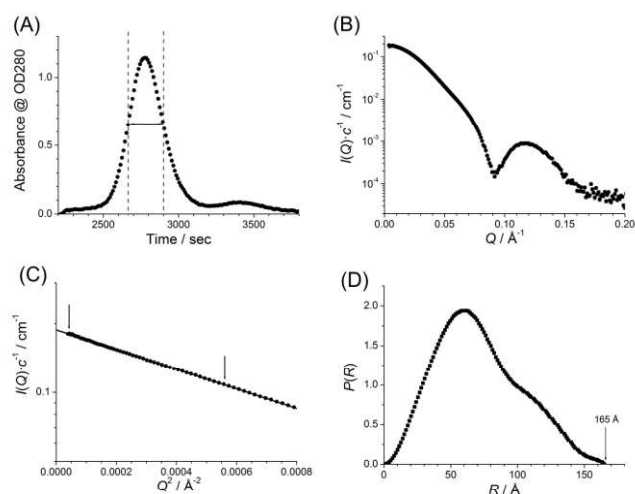 (A)
Absorbance @ OD280
1.0
0.5
0.0
2500 3000 3500
Time / sec
(B)
I(Q)·c⁻¹ / cm⁻¹
10⁻¹
10⁻²
10⁻³
10⁻⁴
0.00 0.05 0.10 0.15 0.20
Q / Å⁻¹
(C)
I(Q)·c⁻¹ / cm⁻¹
0.1
0.0000 0.0002 0.0004 0.0006 0.0008
Q² / Å⁻²
(D)
P(R)
2.0
1.5
1.0
0.5
0.0
165 Å
0 50 100 150
R / Å